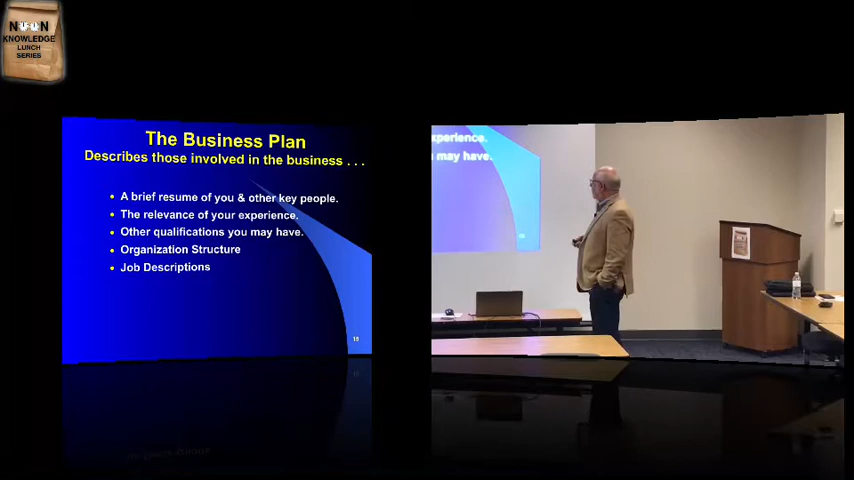 NOON
KNOWLEDGE
LUNCH
SERIES
The Business Plan
Describes those involved in the business . . .
• A brief resume of you & other key people.
• The relevance of your experience.
• Other qualifications you may have.
• Organization Structure
• Job Descriptions
xperience.
may have.